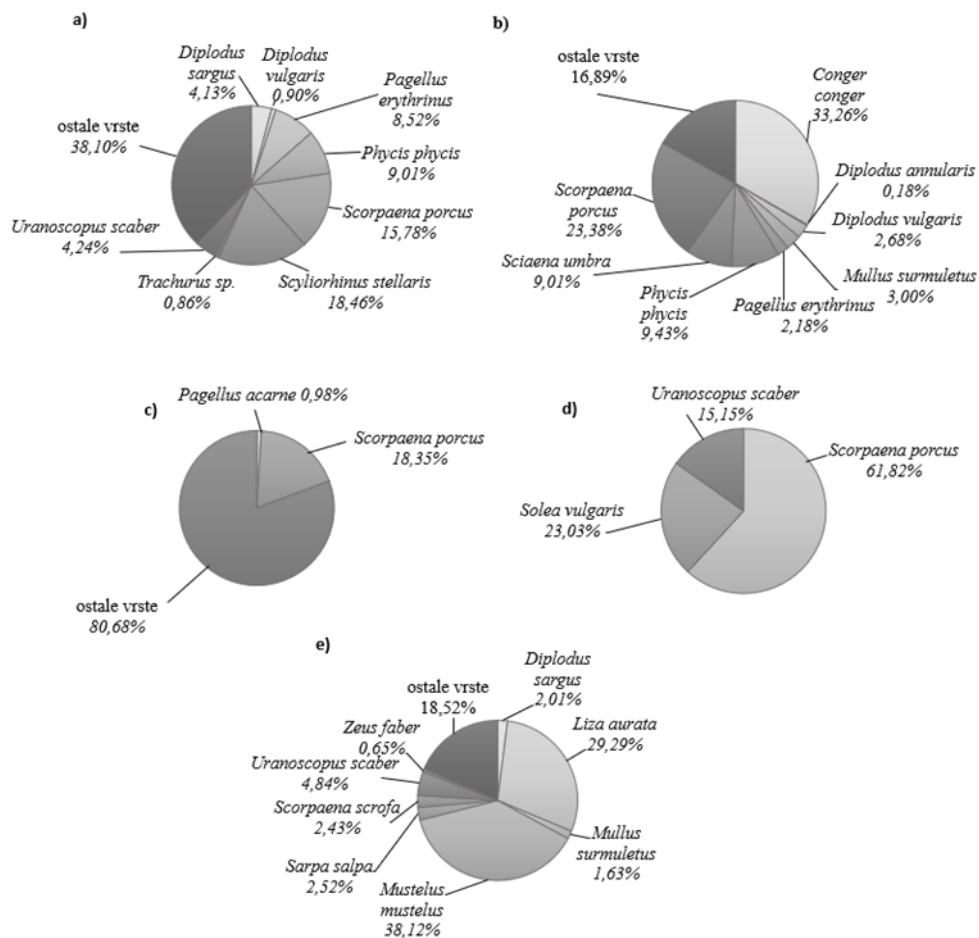 a)
Diplodus
sargus
4,13%
Diplodus
vulgaris
0,90%
Pagellus
erythrinus
8,52%
Phycis phycis
9,01%
Scorpaena porcus
15,78%
Scyliorhinus stellaris
18,46%
Trachurus sp.
0,86%
Uranoscopus scaber
4,24%
ostale vrste
38,10%
b)
ostale vrste
16,89%
Conger
conger
33,26%
Diplodus annularis
0,18%
Diplodus vulgaris
2,68%
Mullus surmuletus
3,00%
Pagellus erythrinus
2,18%
Phycis
phycis
9,43%
Sciaena umbra
9,01%
Scorpaena
porcus
23,38%
c)
Pagellus acarne 0,98%
Scorpaena porcus
18,35%
ostale vrste
80,68%
d)
Uranoscopus scaber
15,15%
Scorpaena porcus
61,82%
Solea vulgaris
23,03%
e)
Diplodus
sargus
2,01%
Liza aurata
29,29%
Mullus
surmuletus
1,63%
Mustelus
mustelus
38,12%
Sarpa salpa
2,52%
Scorpaena scrofa
2,43%
Uranoscopus scaber
4,84%
Zeus faber
0,65%
ostale vrste
18,52%